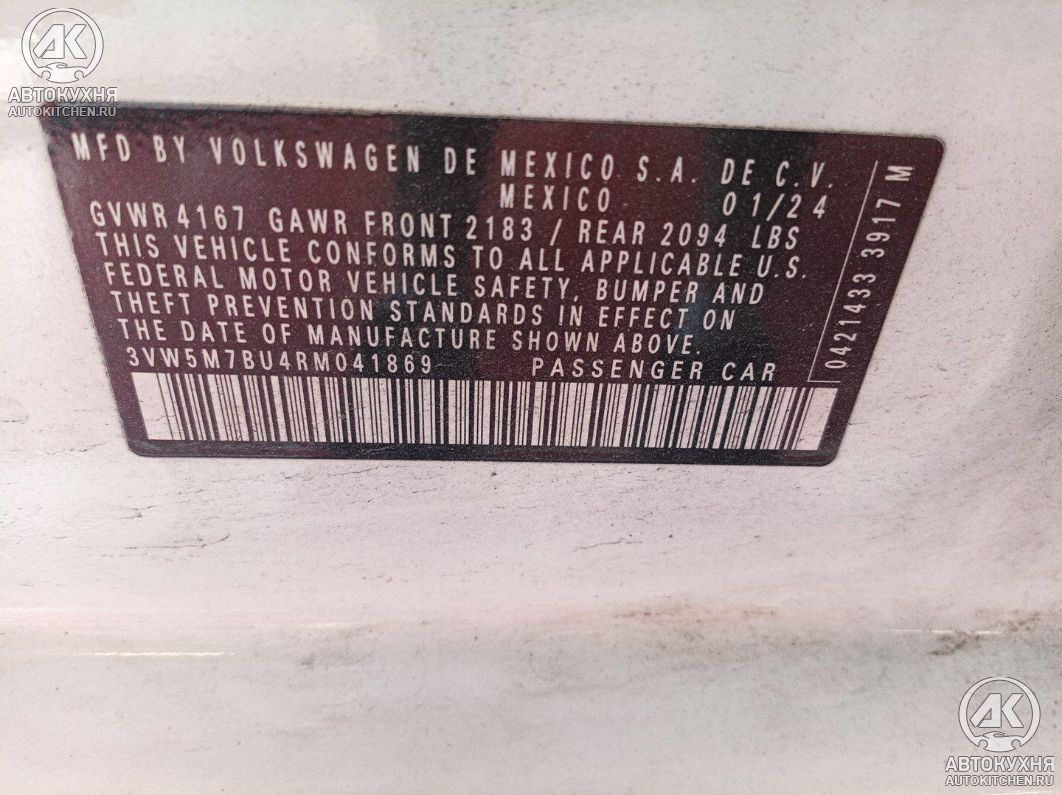 AK
АВТОКУХНЯ
AUTOKITCHEN.RU
MFD BY VOLKSWAGEN DE MEXICO S.A. DE C.V.
MEXICO 01/24
GVWR 4167 GAWR FRONT 2183 / REAR 2094 LBS
THIS VEHICLE CONFORMS TO ALL APPLICABLE U.S.
FEDERAL MOTOR VEHICLE SAFETY, BUMPER AND
THEFT PREVENTION STANDARDS IN EFFECT ON
THE DATE OF MANUFACTURE SHOWN ABOVE.
3VW5M7BU4RM041869 PASSENGER CAR
0421433 3917 M
AK
АВТОКУХНЯ
AUTOKITCHEN.RU